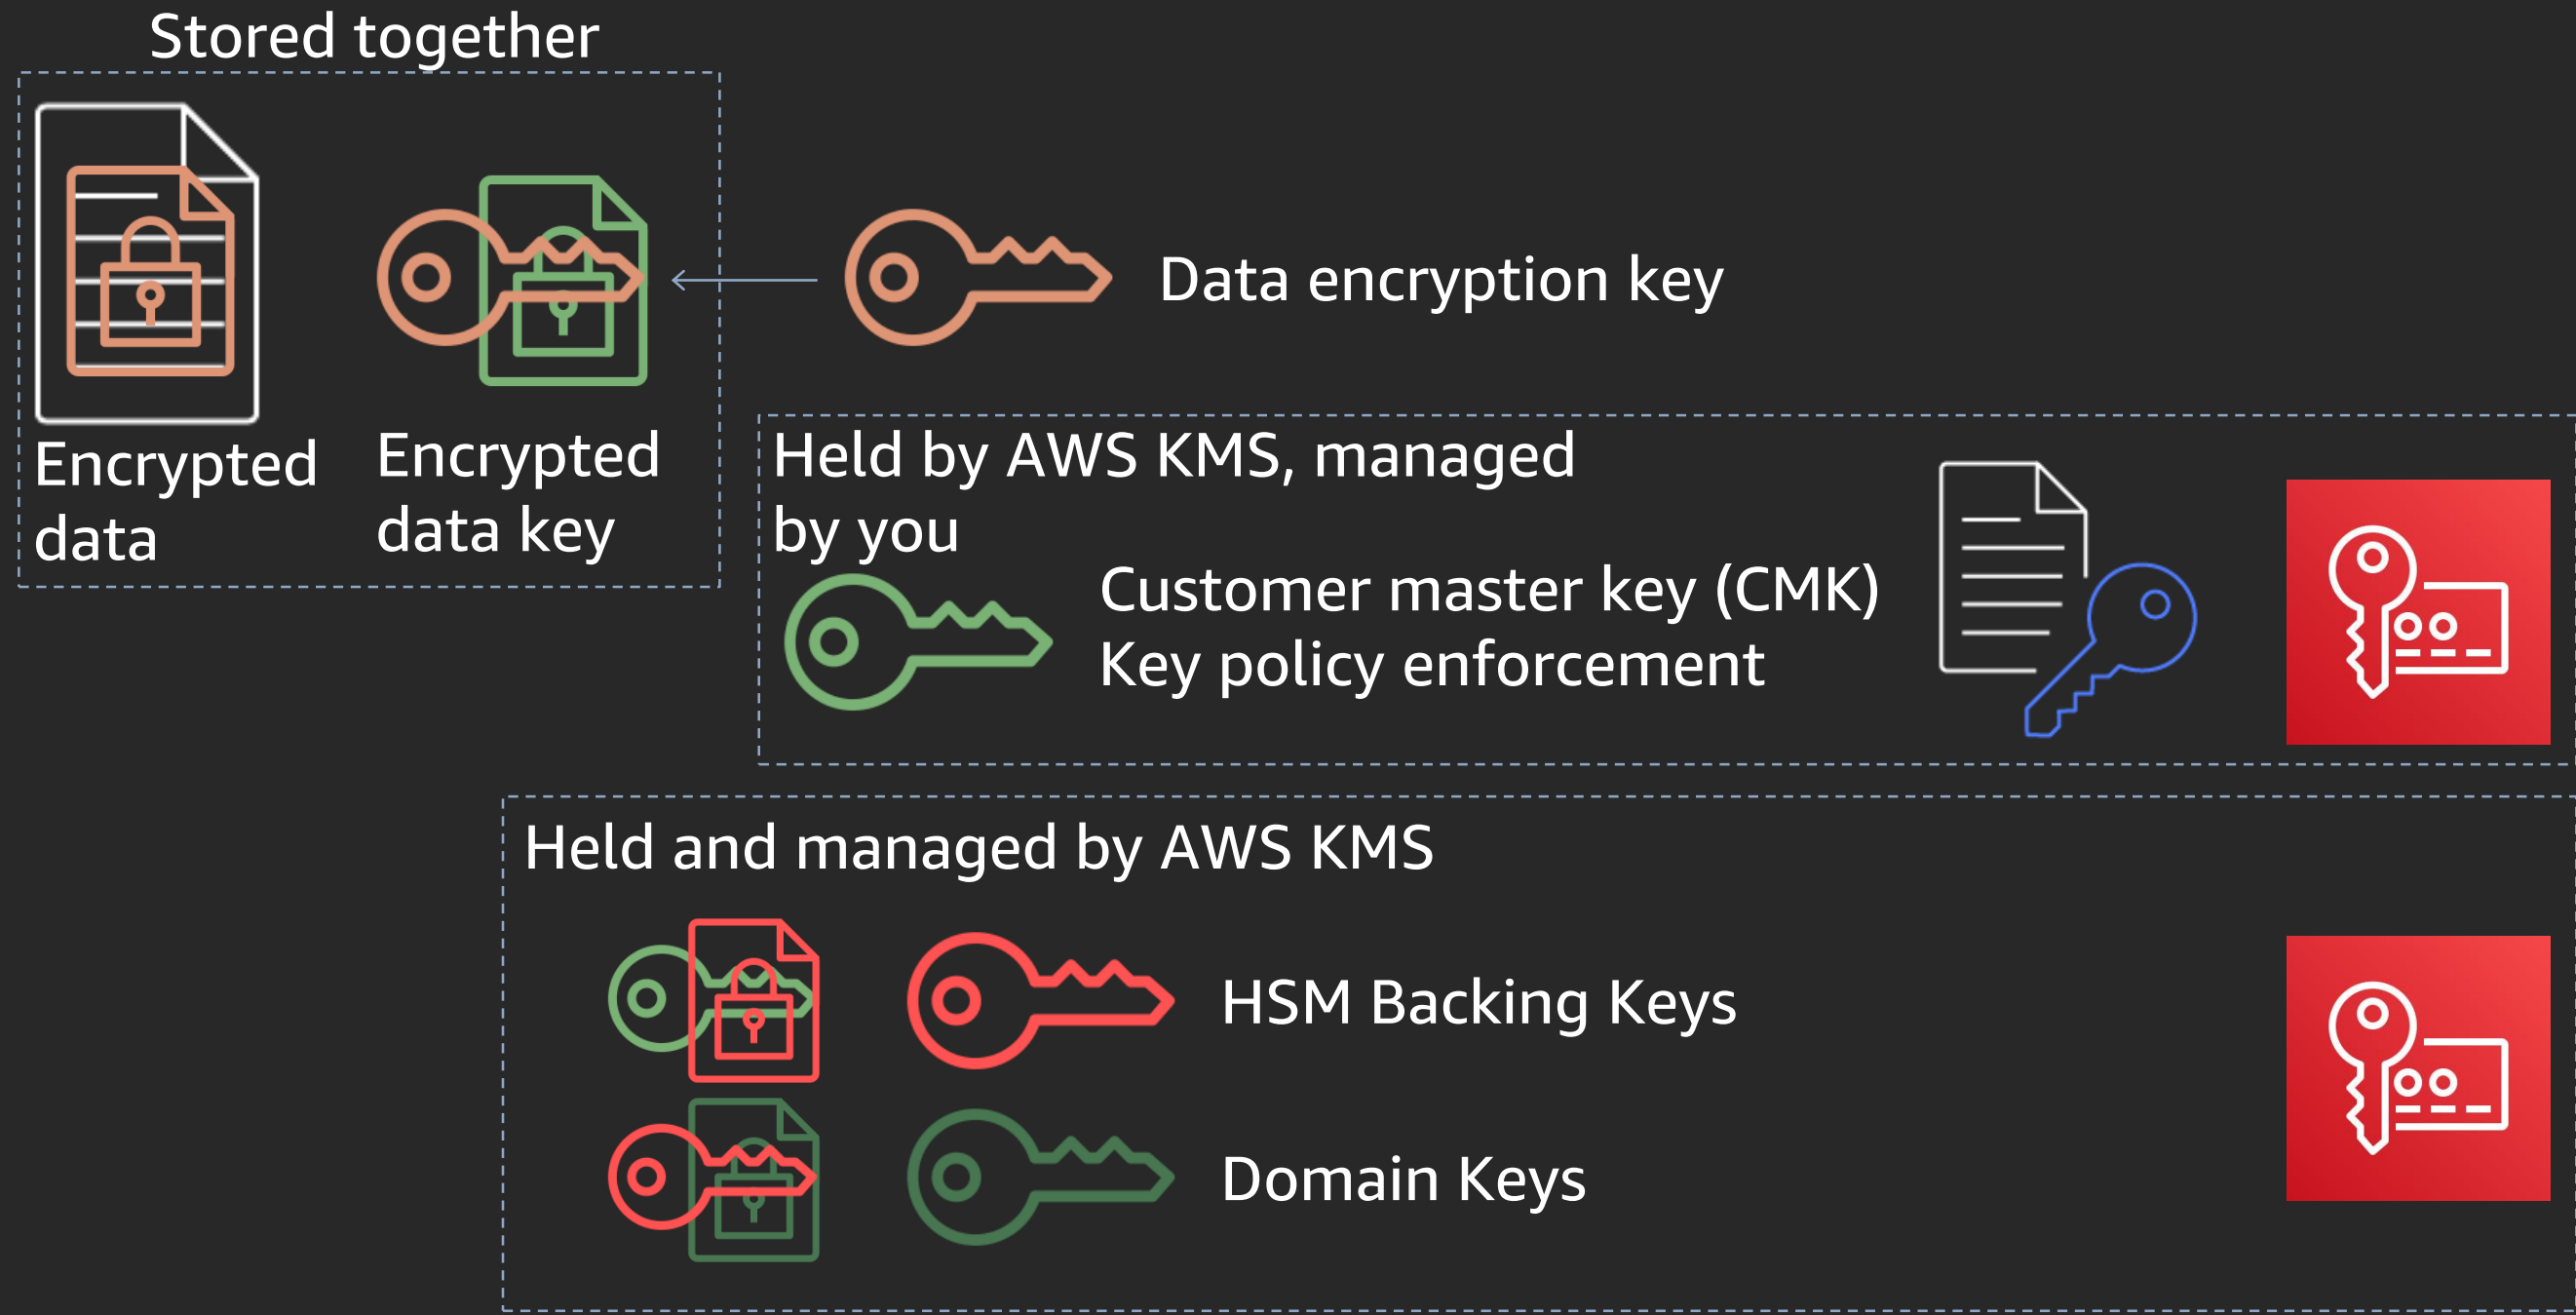 Stored together
Encrypted
data
Encrypted
data key
Data encryption key
Held by AWS KMS, managed
by you
Customer master key (CMK)
Key policy enforcement
Held and managed by AWS KMS
HSM Backing Keys
Domain Keys